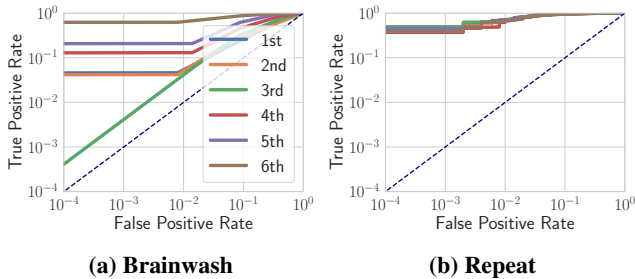 10^0
10^-1
10^-2
10^-3
10^-4
True Positive Rate
10^-4
10^-3
10^-2
10^-1
10^0
False Positive Rate
1st
2nd
3rd
4th
5th
6th
(a) Brainwash
10^0
10^-1
10^-2
10^-3
10^-4
True Positive Rate
10^-4
10^-3
10^-2
10^-1
10^0
False Positive Rate
(b) Repeat